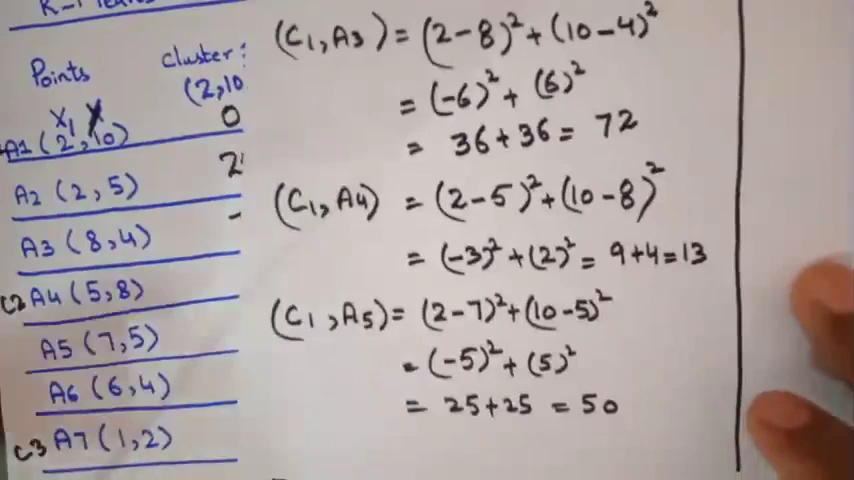 K-Means
Points
cluster:
(2,10
X₁ Y
0
A1 (2,10)
2
A2 (2,5)
-
A3 (8,4)
C2 A4 (5,8)
A5 (7,5)
A6 (6,4)
C3 A7 (1,2)
(C₁, A3) = (2-8)² + (10-4)²
= (-6)² + (6)²
= 36+36 = 72
(C₁, A4) = (2-5)² + (10-8)²
= (-3)² + (2)² = 9+4=13
(C₁, A5) = (2-7)² + (10-5)²
= (-5)² + (5)²
= 25+25 = 50